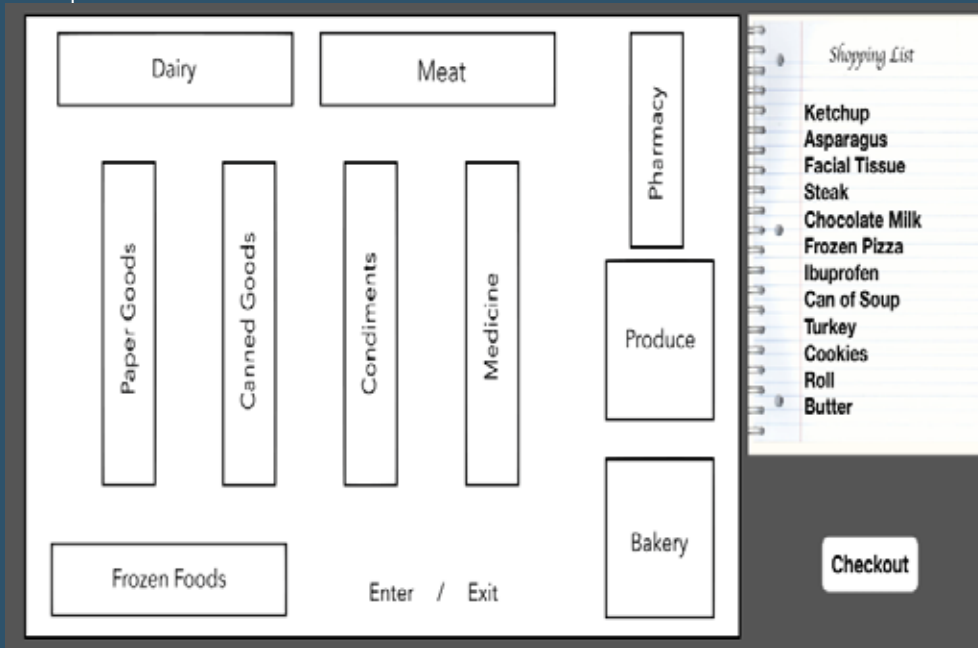 Dairy
Meat
Pharmacy
Paper Goods
Canned Goods
Condiments
Medicine
Produce
Bakery
Frozen Foods
Enter / Exit
Shopping List
Ketchup
Asparagus
Facial Tissue
Steak
Chocolate Milk
Frozen Pizza
Ibuprofen
Can of Soup
Turkey
Cookies
Roll
Butter
Checkout